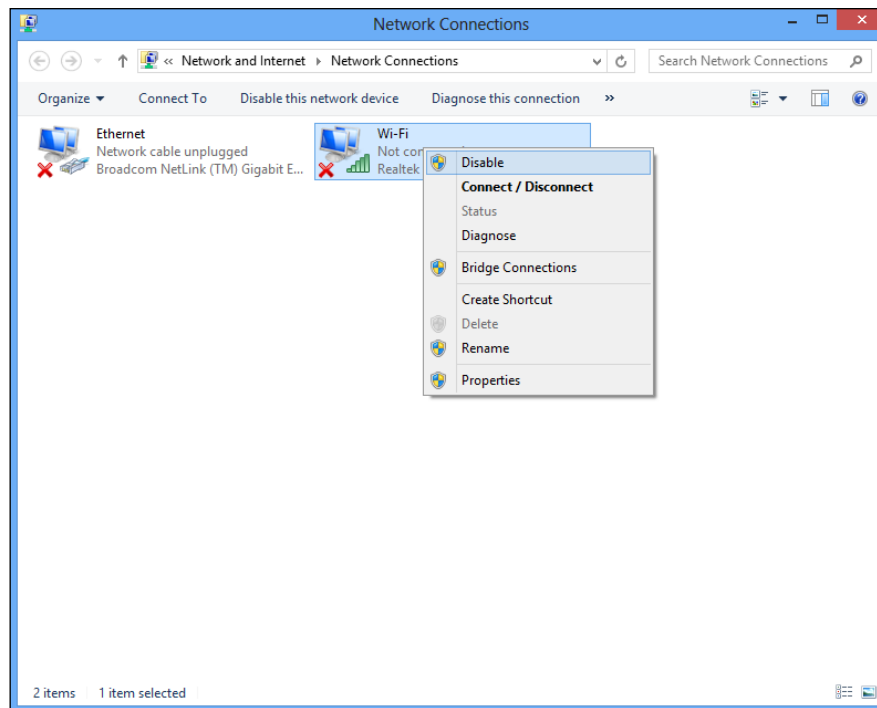 Network Connections
« Network and Internet Network Connections
Search Network Connections
Organize Connect To Disable this network device Diagnose this connection »
Ethernet
Network cable unplugged
Broadcom NetLink (TM) Gigabit E...
Wi-Fi
Not
Realtek
Disable
Connect / Disconnect
Status
Diagnose
Bridge Connections
Create Shortcut
Delete
Rename
Properties
2 items 1 item selected